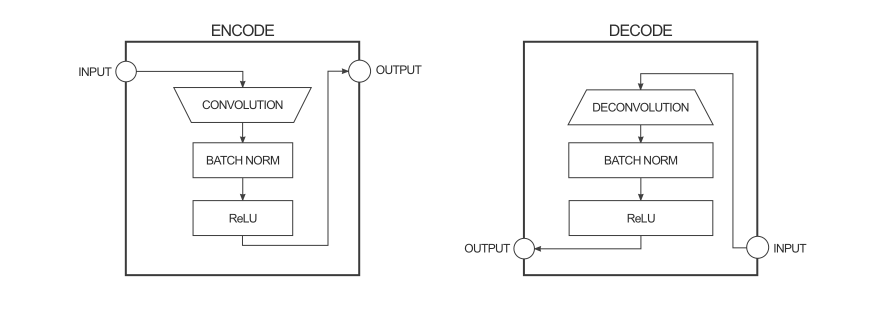 ENCODE
INPUT
OUTPUT
CONVOLUTION
BATCH NORM
ReLU
DECODE
DECONVOLUTION
BATCH NORM
ReLU
OUTPUT
INPUT